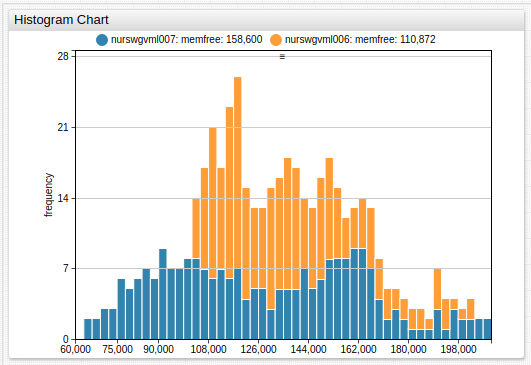 Histogram Chart
nurswgvml007: memfree: 158,600 nurswgvml006: memfree: 110,872
28
21
14
7
0
frequency
60,000 75,000 90,000 108,000 126,000 144,000 162,000 180,000 198,000